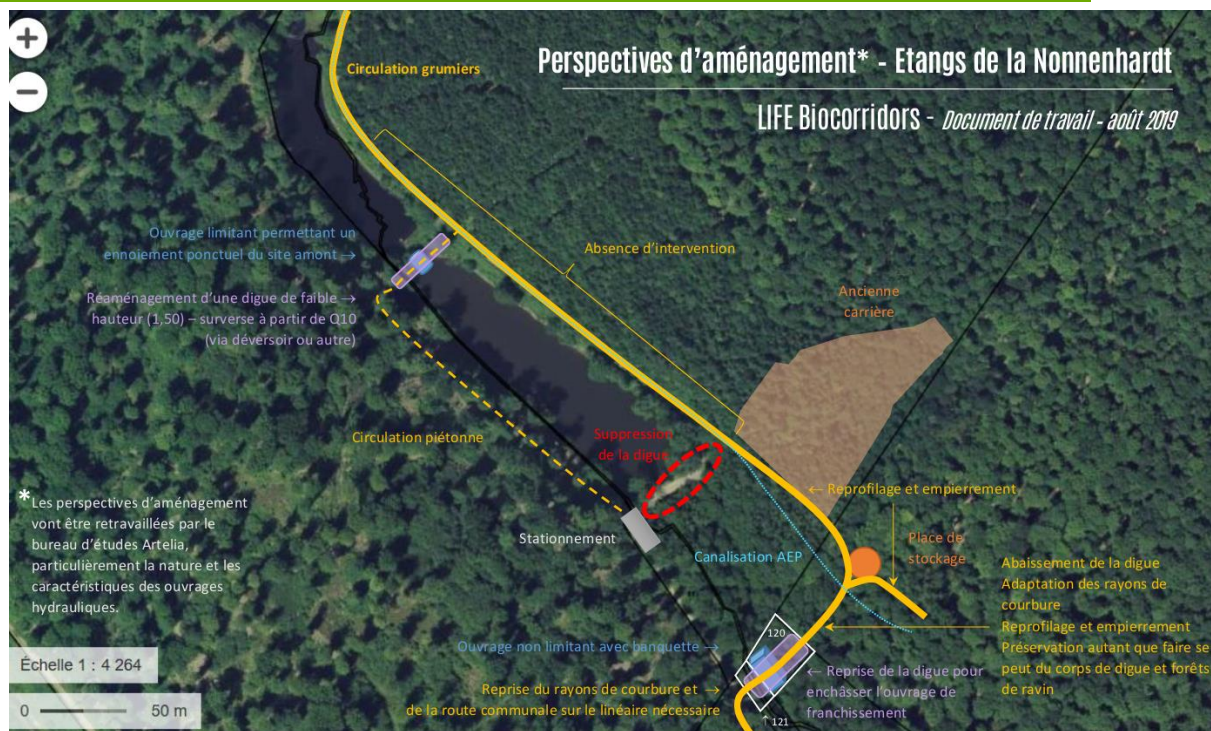 +
−
Perspectives d'aménagement* - Etangs de la Nonnenhardt
LIFE Biocorridors - Document de travail - août 2019
Circulation grumiers
Ouvrage limitant permettant un
ennoiement ponctuel du site amont →
Absence d'intervention
Réaménagement d'une digue de faible →
hauteur (1,50) – surverse à partir de Q10
(via déversoir ou autre)
Ancienne
carrière
Circulation piétonne
Suppression
de la digue
← Reprofilage et empierrement
* Les perspectives d'aménagement
vont être retravaillées par le
bureau d'études Artelia,
particulièrement la nature et les
caractéristiques des ouvrages
hydrauliques.
Stationnement
Canalisation AEP
Place de
stockage
Abaissement de la digue
Adaptation des rayons de
courbure
Reprofilage et empierrement
Préservation autant que faire se
peut du corps de digue et forêts
de ravin
Ouvrage non limitant avec banquette →
120
← Reprise de la digue pour
enchâsser l'ouvrage de
franchissement
Reprise du rayons de courbure et →
de la route communale sur le linéaire nécessaire
↑ 121
Échelle 1 : 4 264
0 50 m